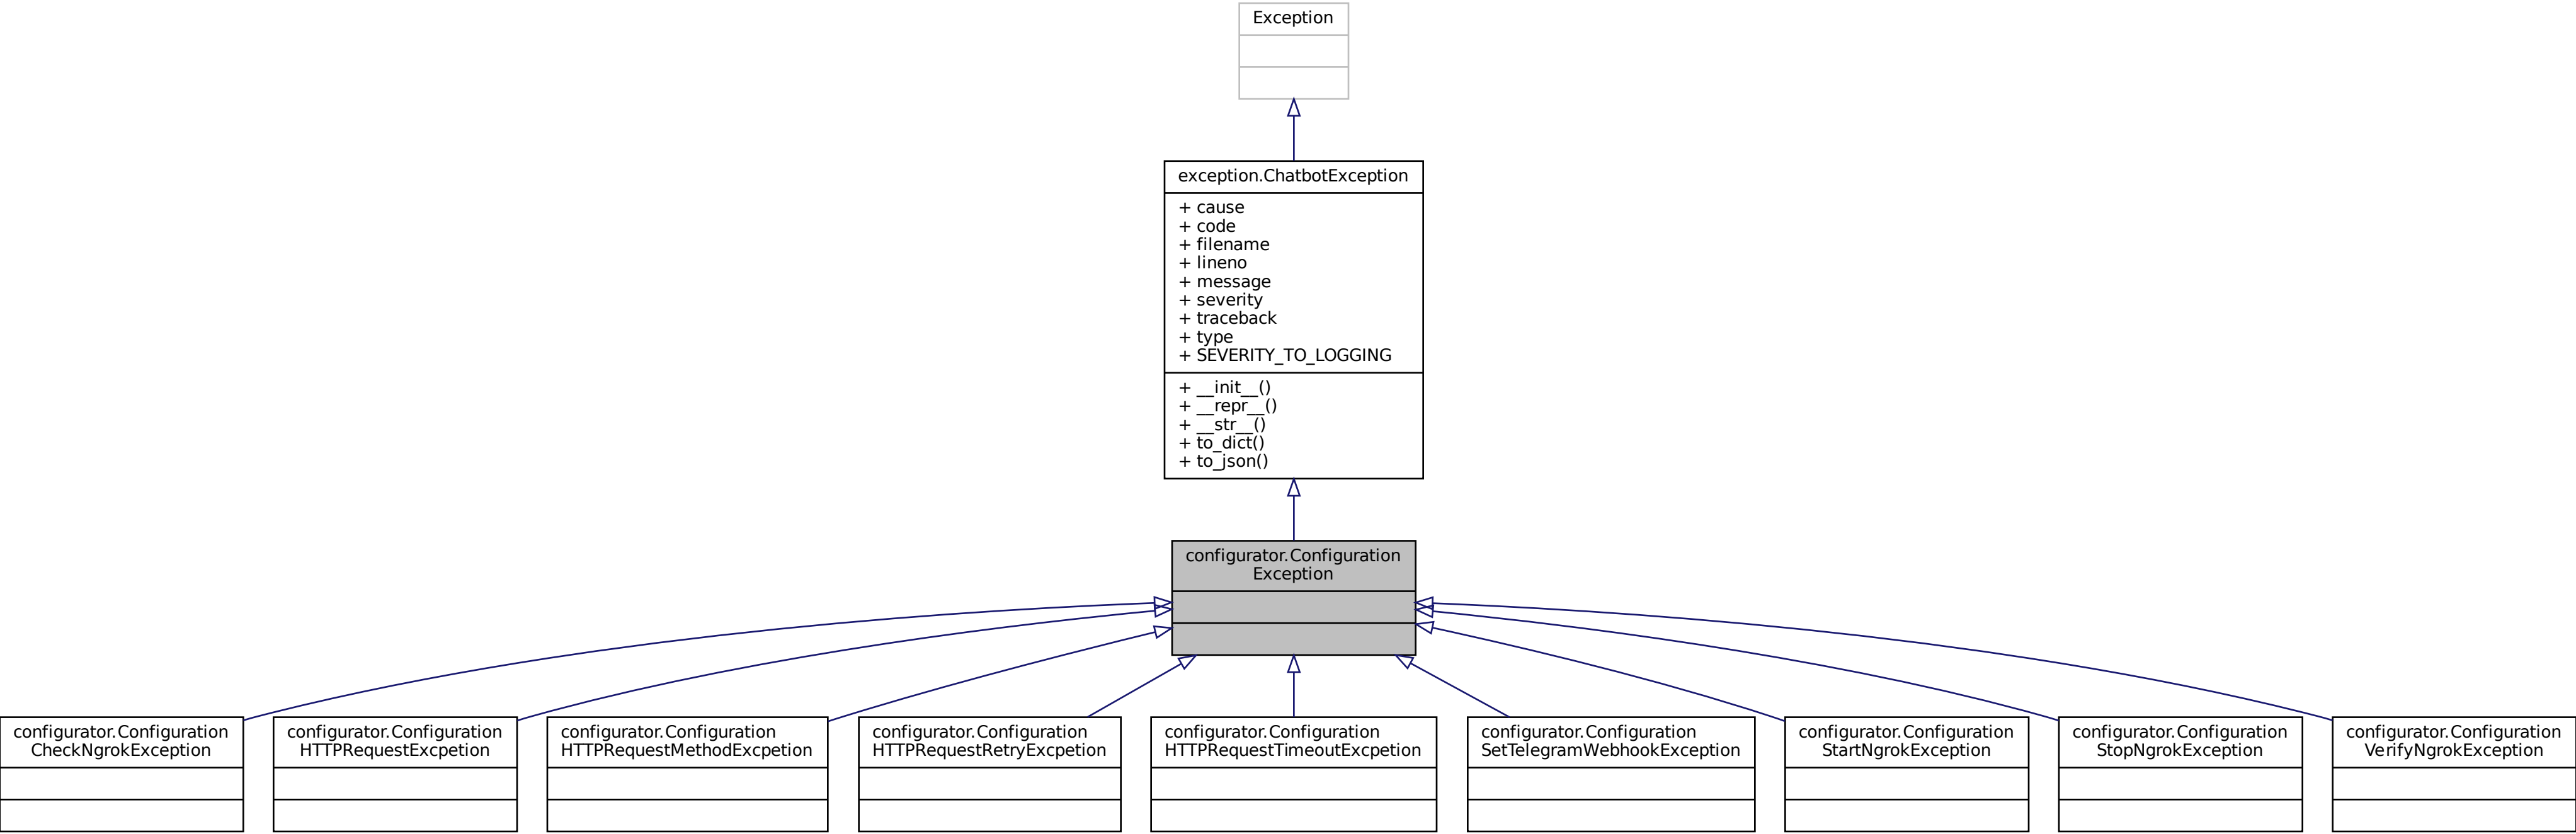 Exception
exception.ChatbotException
+ cause
+ code
+ filename
+ lineno
+ message
+ severity
+ traceback
+ type
+ SEVERITY_TO_LOGGING
+ __init__()
+ __repr__()
+ __str__()
+ to_dict()
+ to_json()
configurator.Configuration
Exception
configurator.Configuration
CheckNgrokException
configurator.Configuration
HTTPRequestExcpetion
configurator.Configuration
HTTPRequestMethodExcpetion
configurator.Configuration
HTTPRequestRetryExcpetion
configurator.Configuration
HTTPRequestTimeoutExcpetion
configurator.Configuration
SetTelegramWebhookException
configurator.Configuration
StartNgrokException
configurator.Configuration
StopNgrokException
configurator.Configuration
VerifyNgrokException